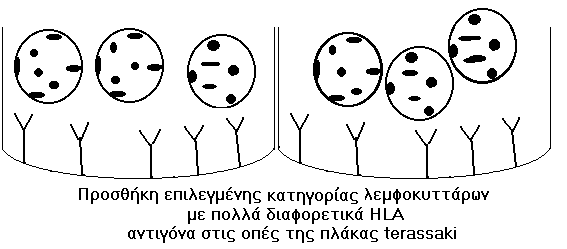 Προσθήκη επιλεγμένης κατηγορίας λεμφοκυττάρων
με πολλά διαφορετικά HLA
αντιγόνα στις οπές της πλάκας terassaki